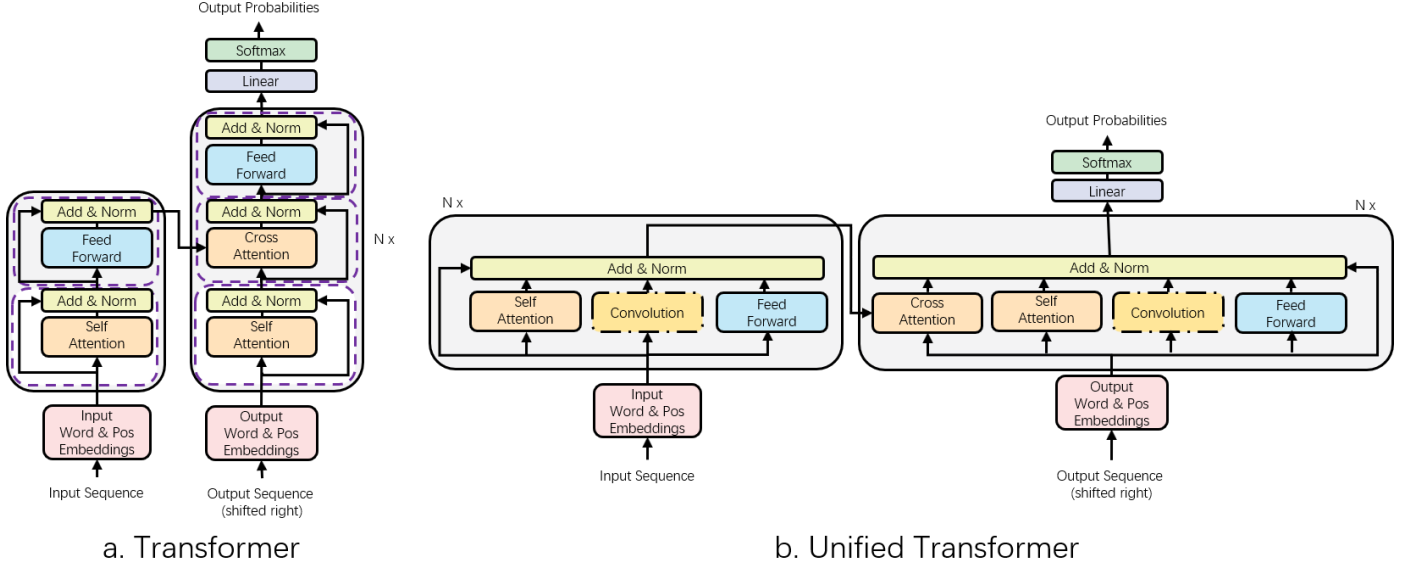 Output Probabilities
Softmax
Linear
Add & Norm
Feed
Forward
Add & Norm
Cross
Attention
Add & Norm
Self
Attention
Output
Word & Pos
Embeddings
Output Sequence
(shifted right)
N x
Add & Norm
Feed
Forward
Add & Norm
Self
Attention
Input
Word & Pos
Embeddings
Input Sequence
a. Transformer
N x
Add & Norm
Self
Attention
Convolution
Feed
Forward
Input
Word & Pos
Embeddings
Input Sequence
Output Probabilities
Softmax
Linear
N x
Add & Norm
Cross
Attention
Self
Attention
Convolution
Feed
Forward
Output
Word & Pos
Embeddings
Output Sequence
(shifted right)
b. Unified Transformer